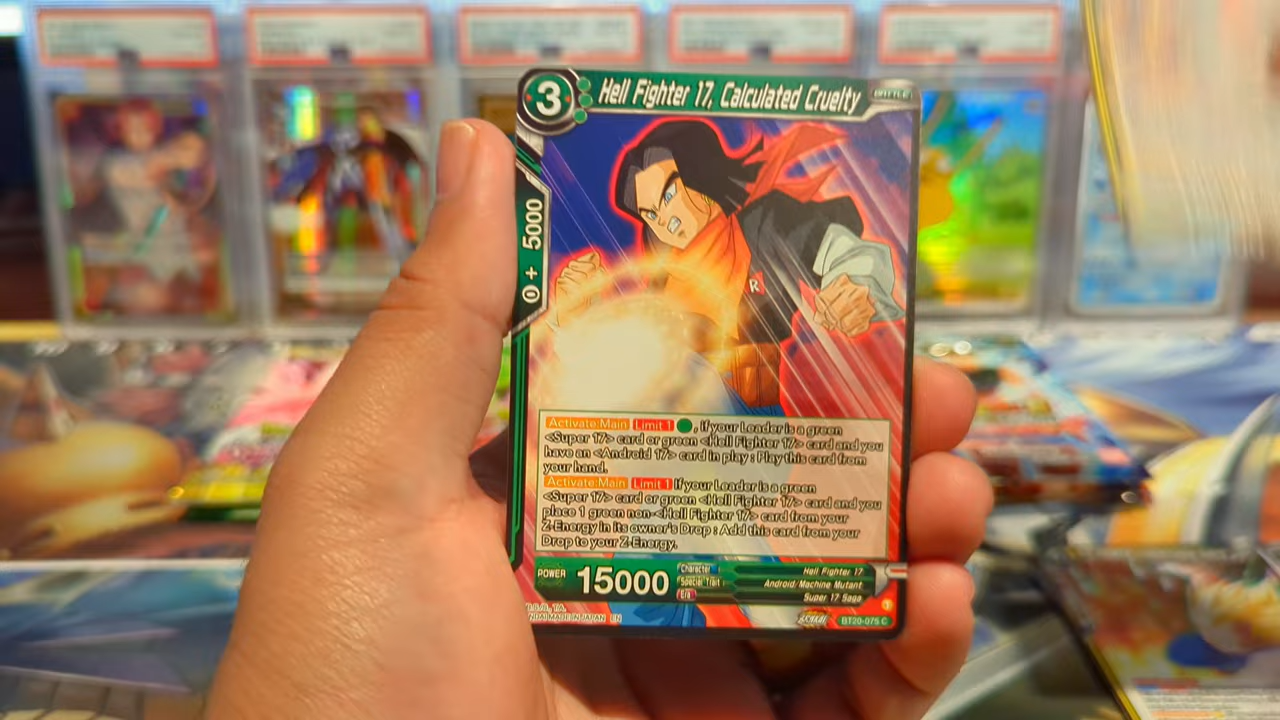 3
Hell Fighter 17, Calculated Cruelty
BATTLE
0 + 5000
R
Activate:Main Limit 1 , If your Leader is a green
<Super 17> card or green <Hell Fighter 17> card and you
have an <Android 17> card in play : Play this card from
your hand.
Activate:Main Limit 1 If your Leader is a green
<Super 17> card or green <Hell Fighter 17> card and you
place 1 green non-<Hell Fighter 17> card from your
Z-Energy in its owner's Drop : Add this card from your
Drop to your Z-Energy.
POWER 15000
Character Hell Fighter 17
Special Trait Android/Machine Mutant
Era Super 17 Saga
MADE IN JAPAN EN
BT20-075 C